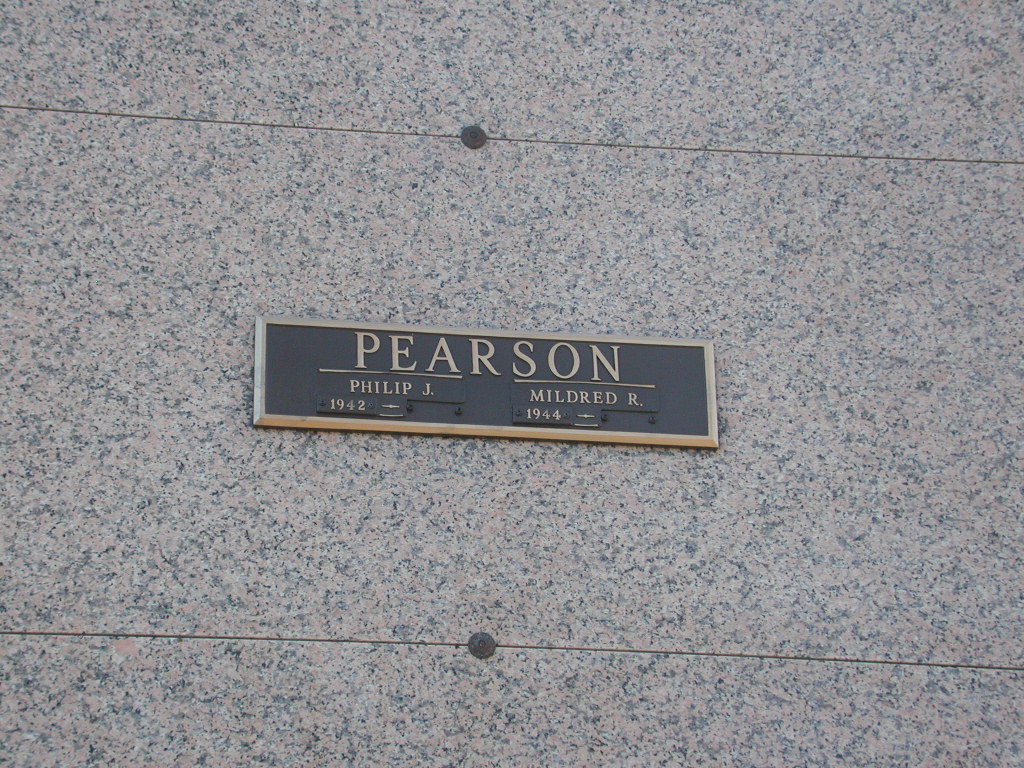 PEARSON
PHILIP J. MILDRED R.
1942 – 1944 –